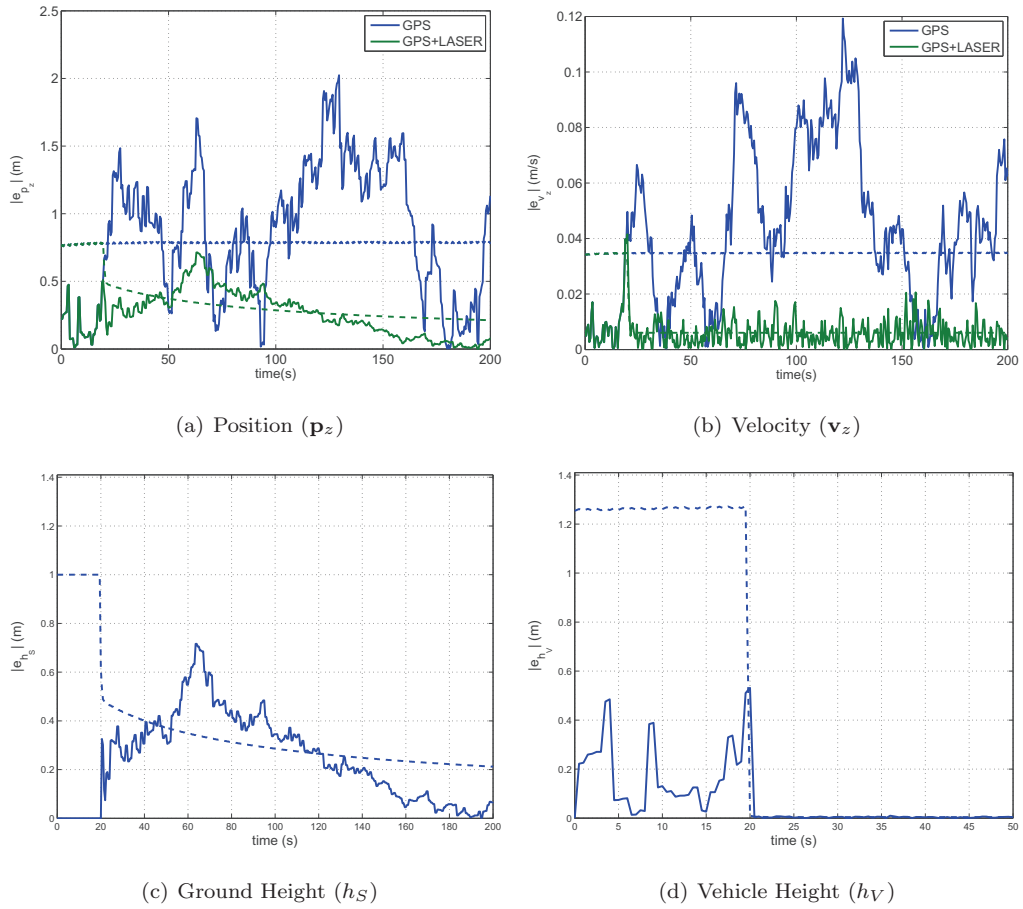 2.5
2
1.5
1
0.5
0
|e_{p_z}| (m)
GPS
GPS+LASER
0 50 100 150 200
time(s)
(a) Position (p_z)
0.12
0.1
0.08
0.06
0.04
0.02
0
|e_{v_z}| (m/s)
GPS
GPS+LASER
0 50 100 150 200
time(s)
(b) Velocity (v_z)
1.4
1.2
1
0.8
0.6
0.4
0.2
0
|e_{h_S}| (m)
0 20 40 60 80 100 120 140 160 180 200
time (s)
(c) Ground Height (h_S)
1.4
1.2
1
0.8
0.6
0.4
0.2
0
|e_{h_V}| (m)
0 5 10 15 20 25 30 35 40 45 50
time (s)
(d) Vehicle Height (h_V)